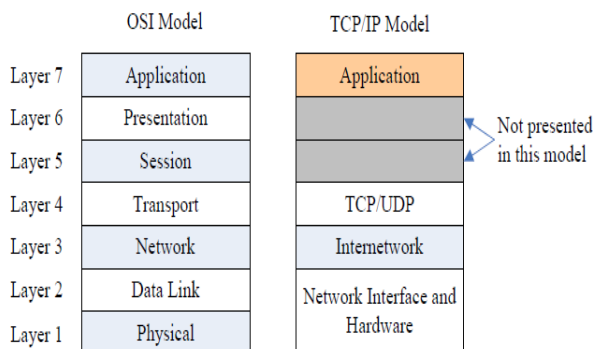 OSI Model
TCP/IP Model
Layer 7
Application
Application
Layer 6
Presentation
Layer 5
Session
Not presented
in this model
Layer 4
Transport
TCP/UDP
Layer 3
Network
Internetwork
Layer 2
Data Link
Network Interface and
Hardware
Layer 1
Physical